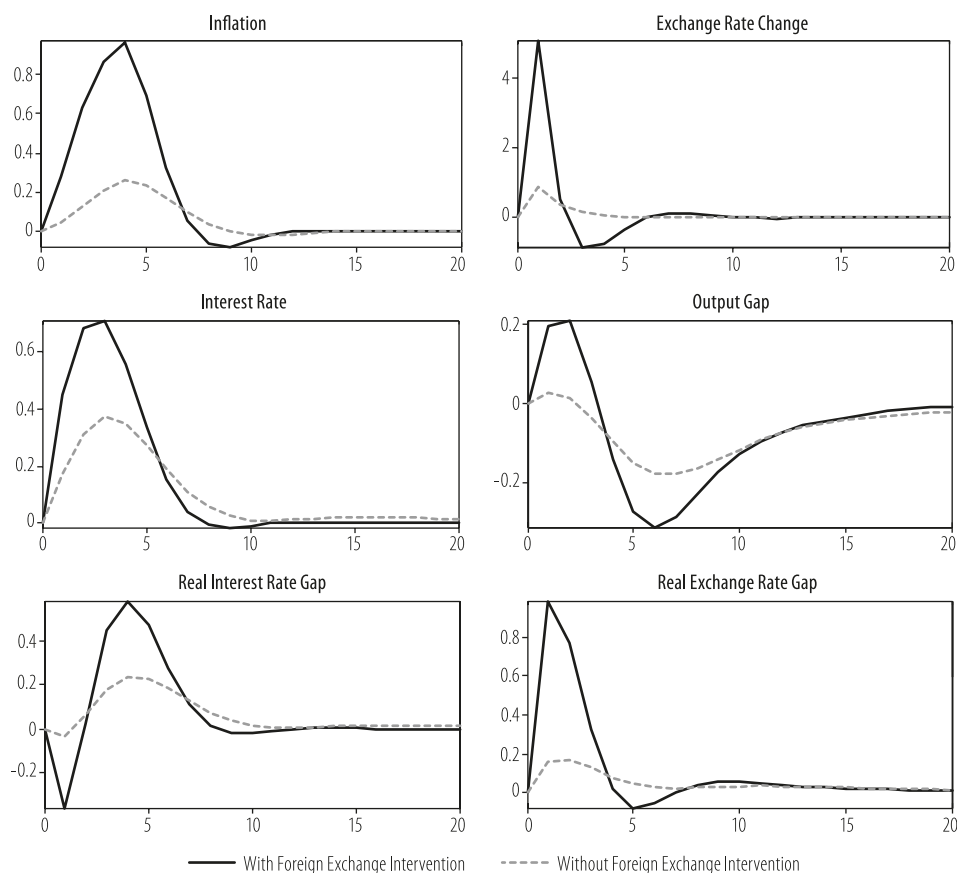 Inflation
0.8
0.6
0.4
0.2
0
0 5 10 15 20
Exchange Rate Change
4
2
0
0 5 10 15 20
Interest Rate
0.6
0.4
0.2
0
0 5 10 15 20
Output Gap
0.2
0
-0.2
0 5 10 15 20
Real Interest Rate Gap
0.4
0.2
0
-0.2
0 5 10 15 20
Real Exchange Rate Gap
0.8
0.6
0.4
0.2
0
0 5 10 15 20
With Foreign Exchange Intervention Without Foreign Exchange Intervention